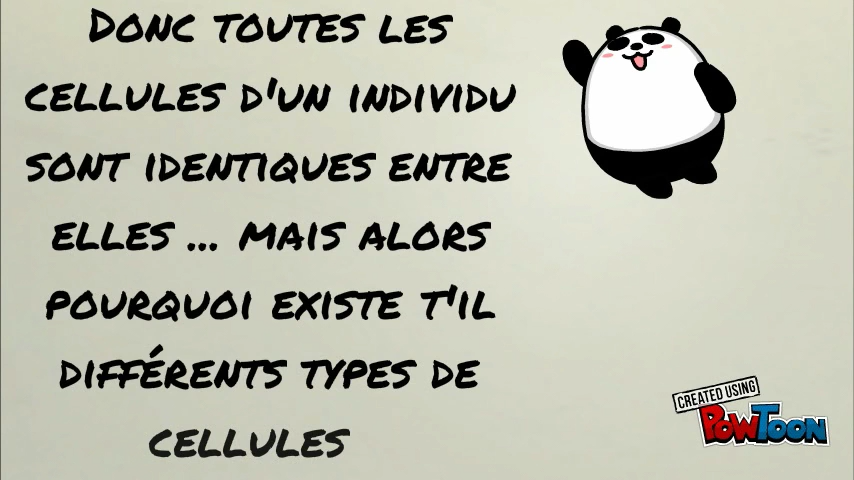 DONC TOUTES LES
CELLULES D'UN INDIVIDU
SONT IDENTIQUES ENTRE
ELLES ... MAIS ALORS
POURQUOI EXISTE T'IL
DIFFÉRENTS TYPES DE
CELLULES
CREATED USING
POWTOON